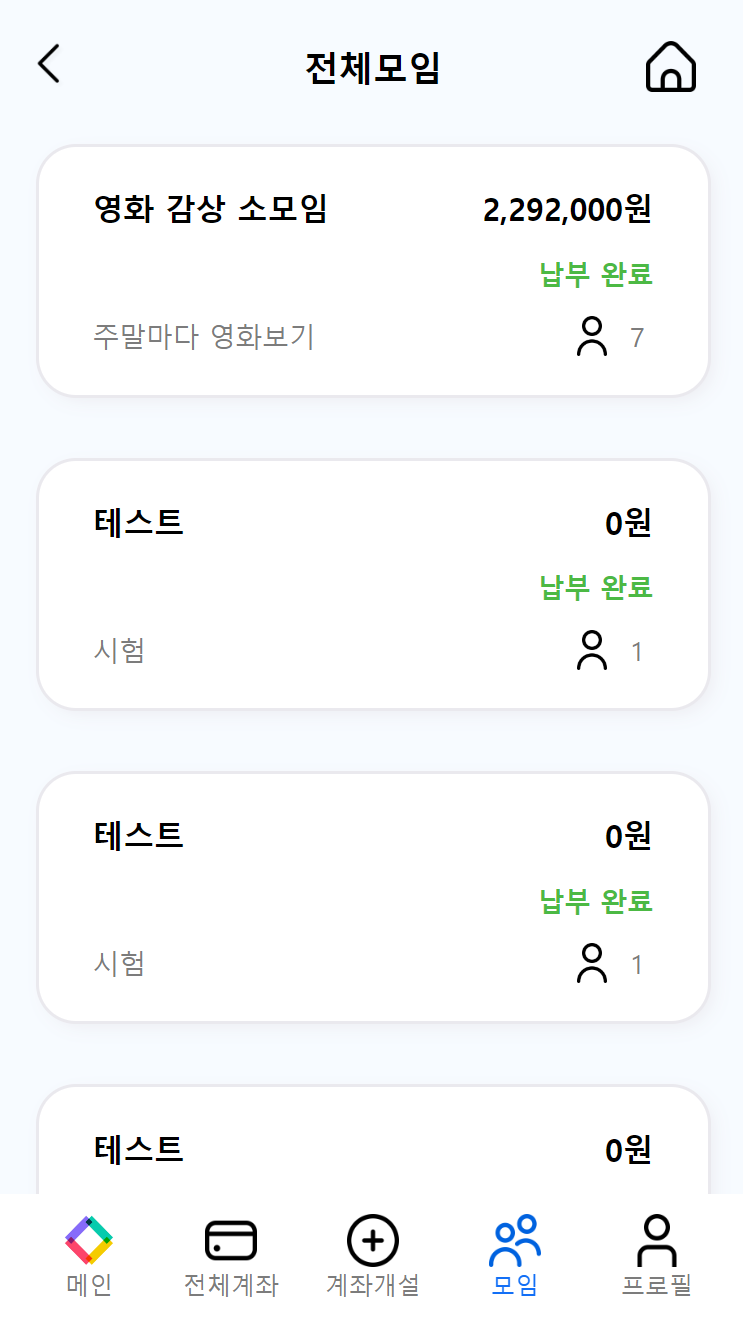 전체모임
영화 감상 소모임 2,292,000원
납부 완료
주말마다 영화보기 7
테스트 0원
납부 완료
시험 1
테스트 0원
납부 완료
시험 1
테스트 0원
메인 전체계좌 계좌개설 모임 프로필